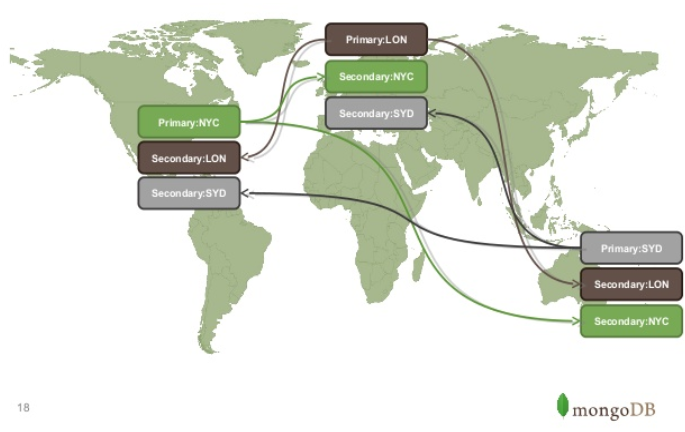 Primary:LON
Secondary:NYC
Secondary:SYD
Primary:NYC
Secondary:LON
Secondary:SYD
Primary:SYD
Secondary:LON
Secondary:NYC
18
mongoDB